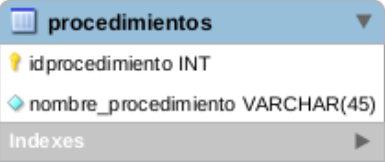 procedimientos
idprocedimiento INT
nombre_procedimiento VARCHAR(45)
Indexes